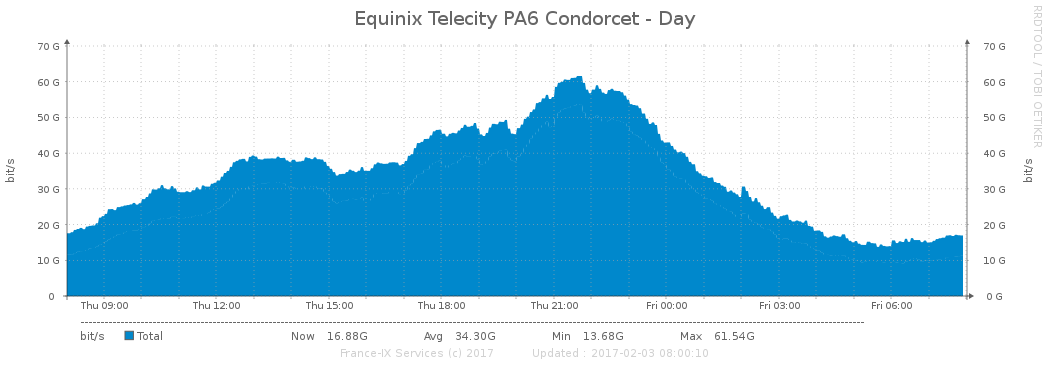 Equinix Telecity PA6 Condorcet - Day
RRDTOOL / TOBI OETIKER
bit/s
70 G 70 G
60 G 60 G
50 G 50 G
40 G 40 G
30 G 30 G
20 G 20 G
10 G 10 G
0 0 G
bit/s
Thu 09:00 Thu 12:00 Thu 15:00 Thu 18:00 Thu 21:00 Fri 00:00 Fri 03:00 Fri 06:00
bit/s Total Now 16.88G Avg 34.30G Min 13.68G Max 61.54G
France-IX Services (c) 2017 Updated : 2017-02-03 08:00:10